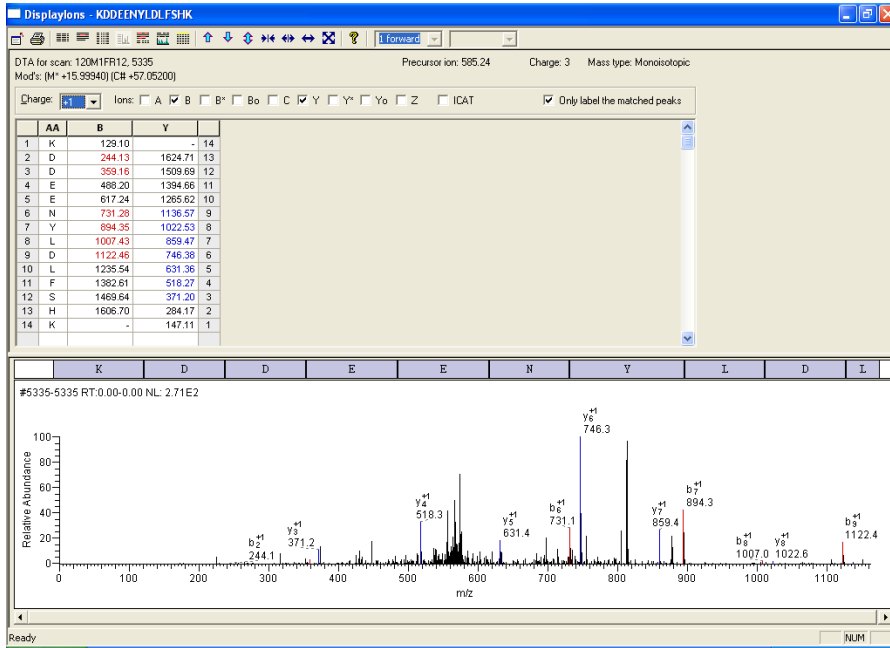 DisplayIons - KDDEENYLDLFSHK
1 forward
DTA for scan: 120M1FR12, 5335 Precursor ion: 585.24 Charge: 3 Mass type: Monoisotopic
Mod's: (M* +15.99940) (C# +57.05200)
Charge: +1 Ions: A B B* Bo C Y Y* Yo Z ICAT Only label the matched peaks
AA B Y
1 K 129.10 - 14
2 D 244.13 1624.71 13
3 D 359.16 1509.69 12
4 E 488.20 1394.66 11
5 E 617.24 1265.62 10
6 N 731.28 1136.57 9
7 Y 894.35 1022.53 8
8 L 1007.43 859.47 7
9 D 1122.46 746.38 6
10 L 1235.54 631.36 5
11 F 1382.61 518.27 4
12 S 1469.64 371.20 3
13 H 1606.70 284.17 2
14 K - 147.11 1
K D D E E N Y L D L
#5335-5335 RT:0.00-0.00 NL: 2.71E2
y6+1
746.3
b7+1
894.3
y4+1
518.3
b6+1
731.1
y5+1
631.4
y7+1
859.4
b9+1
1122.4
b2+1
244.1
y3+1
371.2
b8+1
1007.0
y8+1
1022.6
Relative Abundance
100
80
60
40
20
0
0 100 200 300 400 500 600 700 800 900 1000 1100
m/z
Ready NUM